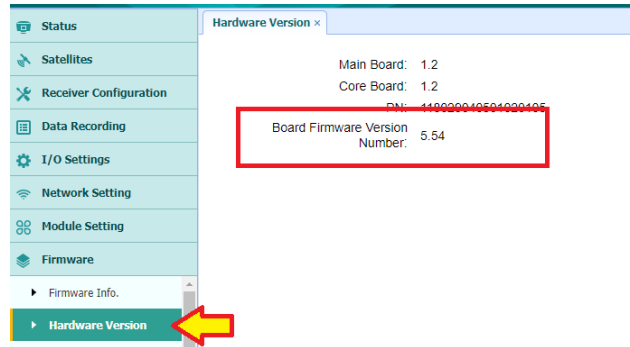 Status
Satellites
Receiver Configuration
Data Recording
I/O Settings
Network Setting
Module Setting
Firmware
Firmware Info.
Hardware Version
Hardware Version ×
Main Board: 1.2
Core Board: 1.2
PN:
Board Firmware Version
Number: 5.54